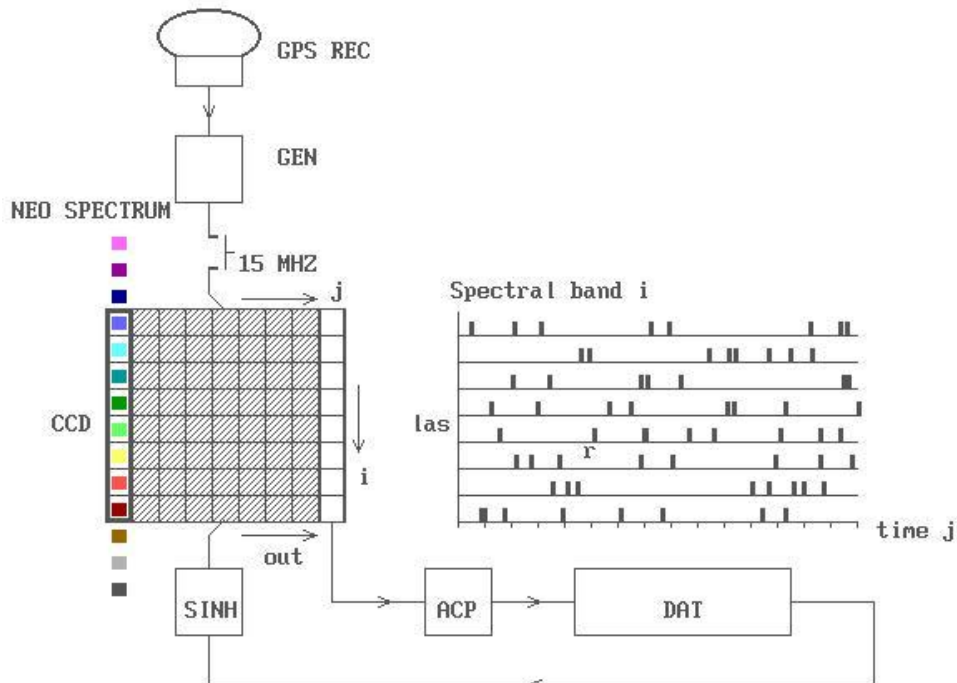 GPS REC
GEN
NEO SPECTRUM
15 MHZ
j
Spectral band i
CCD
las
i
r
time j
out
SINH
ACP
DAT